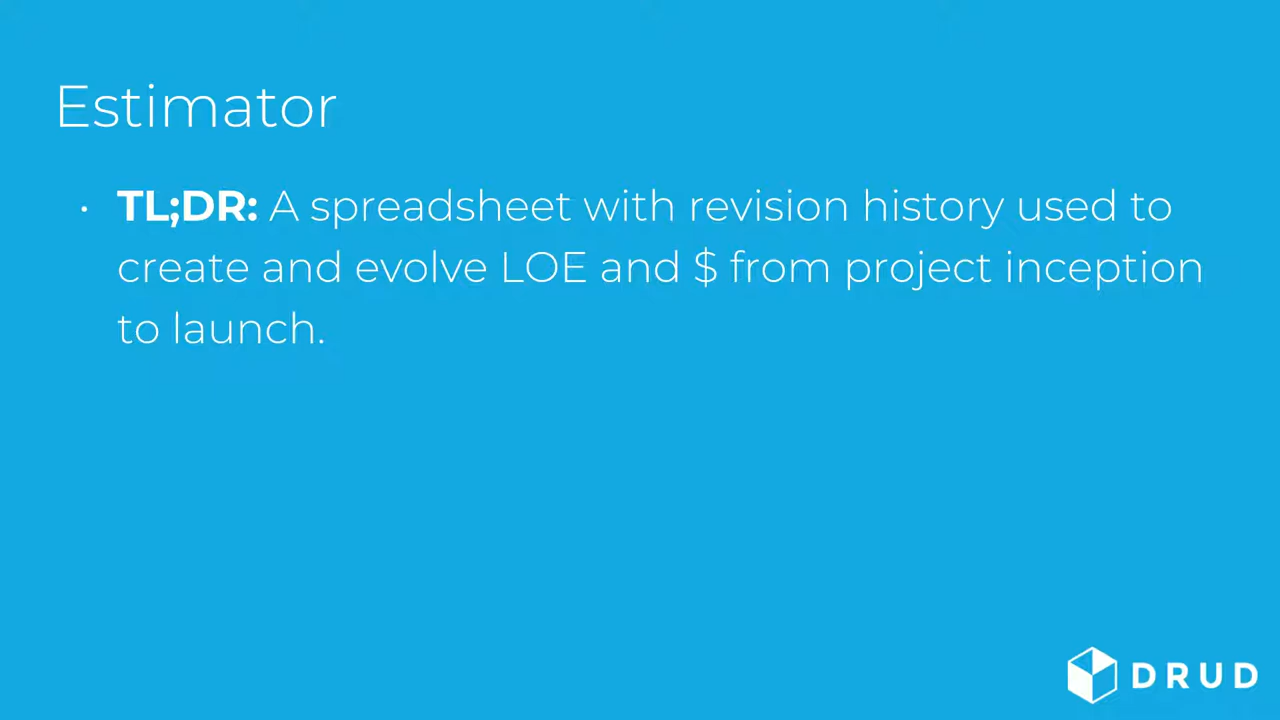 Estimator
· TL;DR: A spreadsheet with revision history used to
create and evolve LOE and $ from project inception
to launch.
DRUD